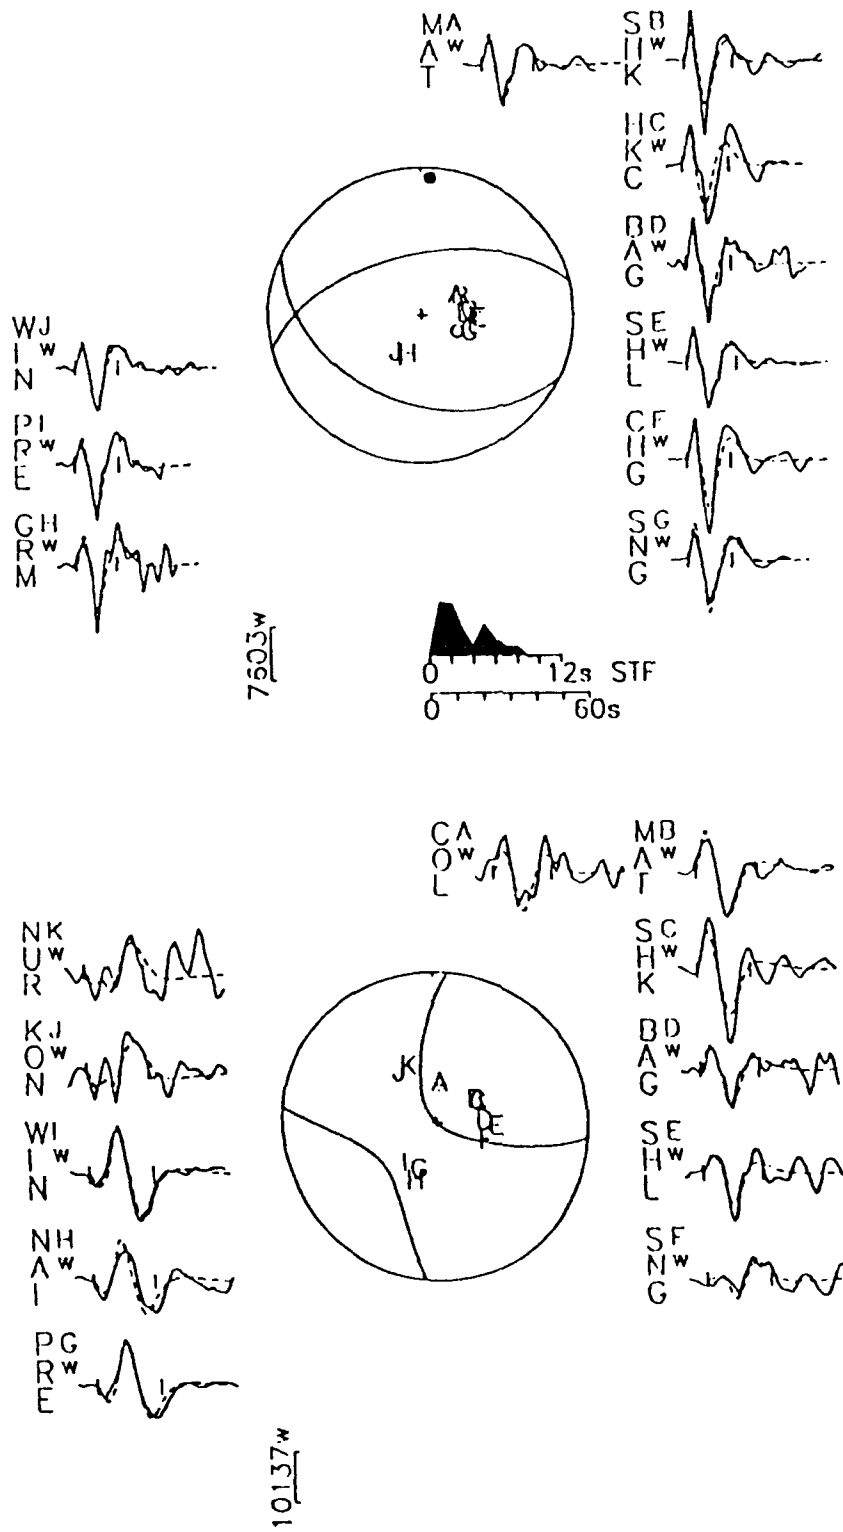 MAT A w
SHK B w
HKC C w
BAG D w
SHL E w
CHG F w
SNG G w
WIN J w
PRE I w
GRM H w
7603w
0 12s STF
0 60s
COL A w
MAT B w
SHK C w
BAG D w
SHL E w
SNG F w
NUR K w
KON J w
WIN I w
NAI H w
PRE G w
JK A
E
10137w